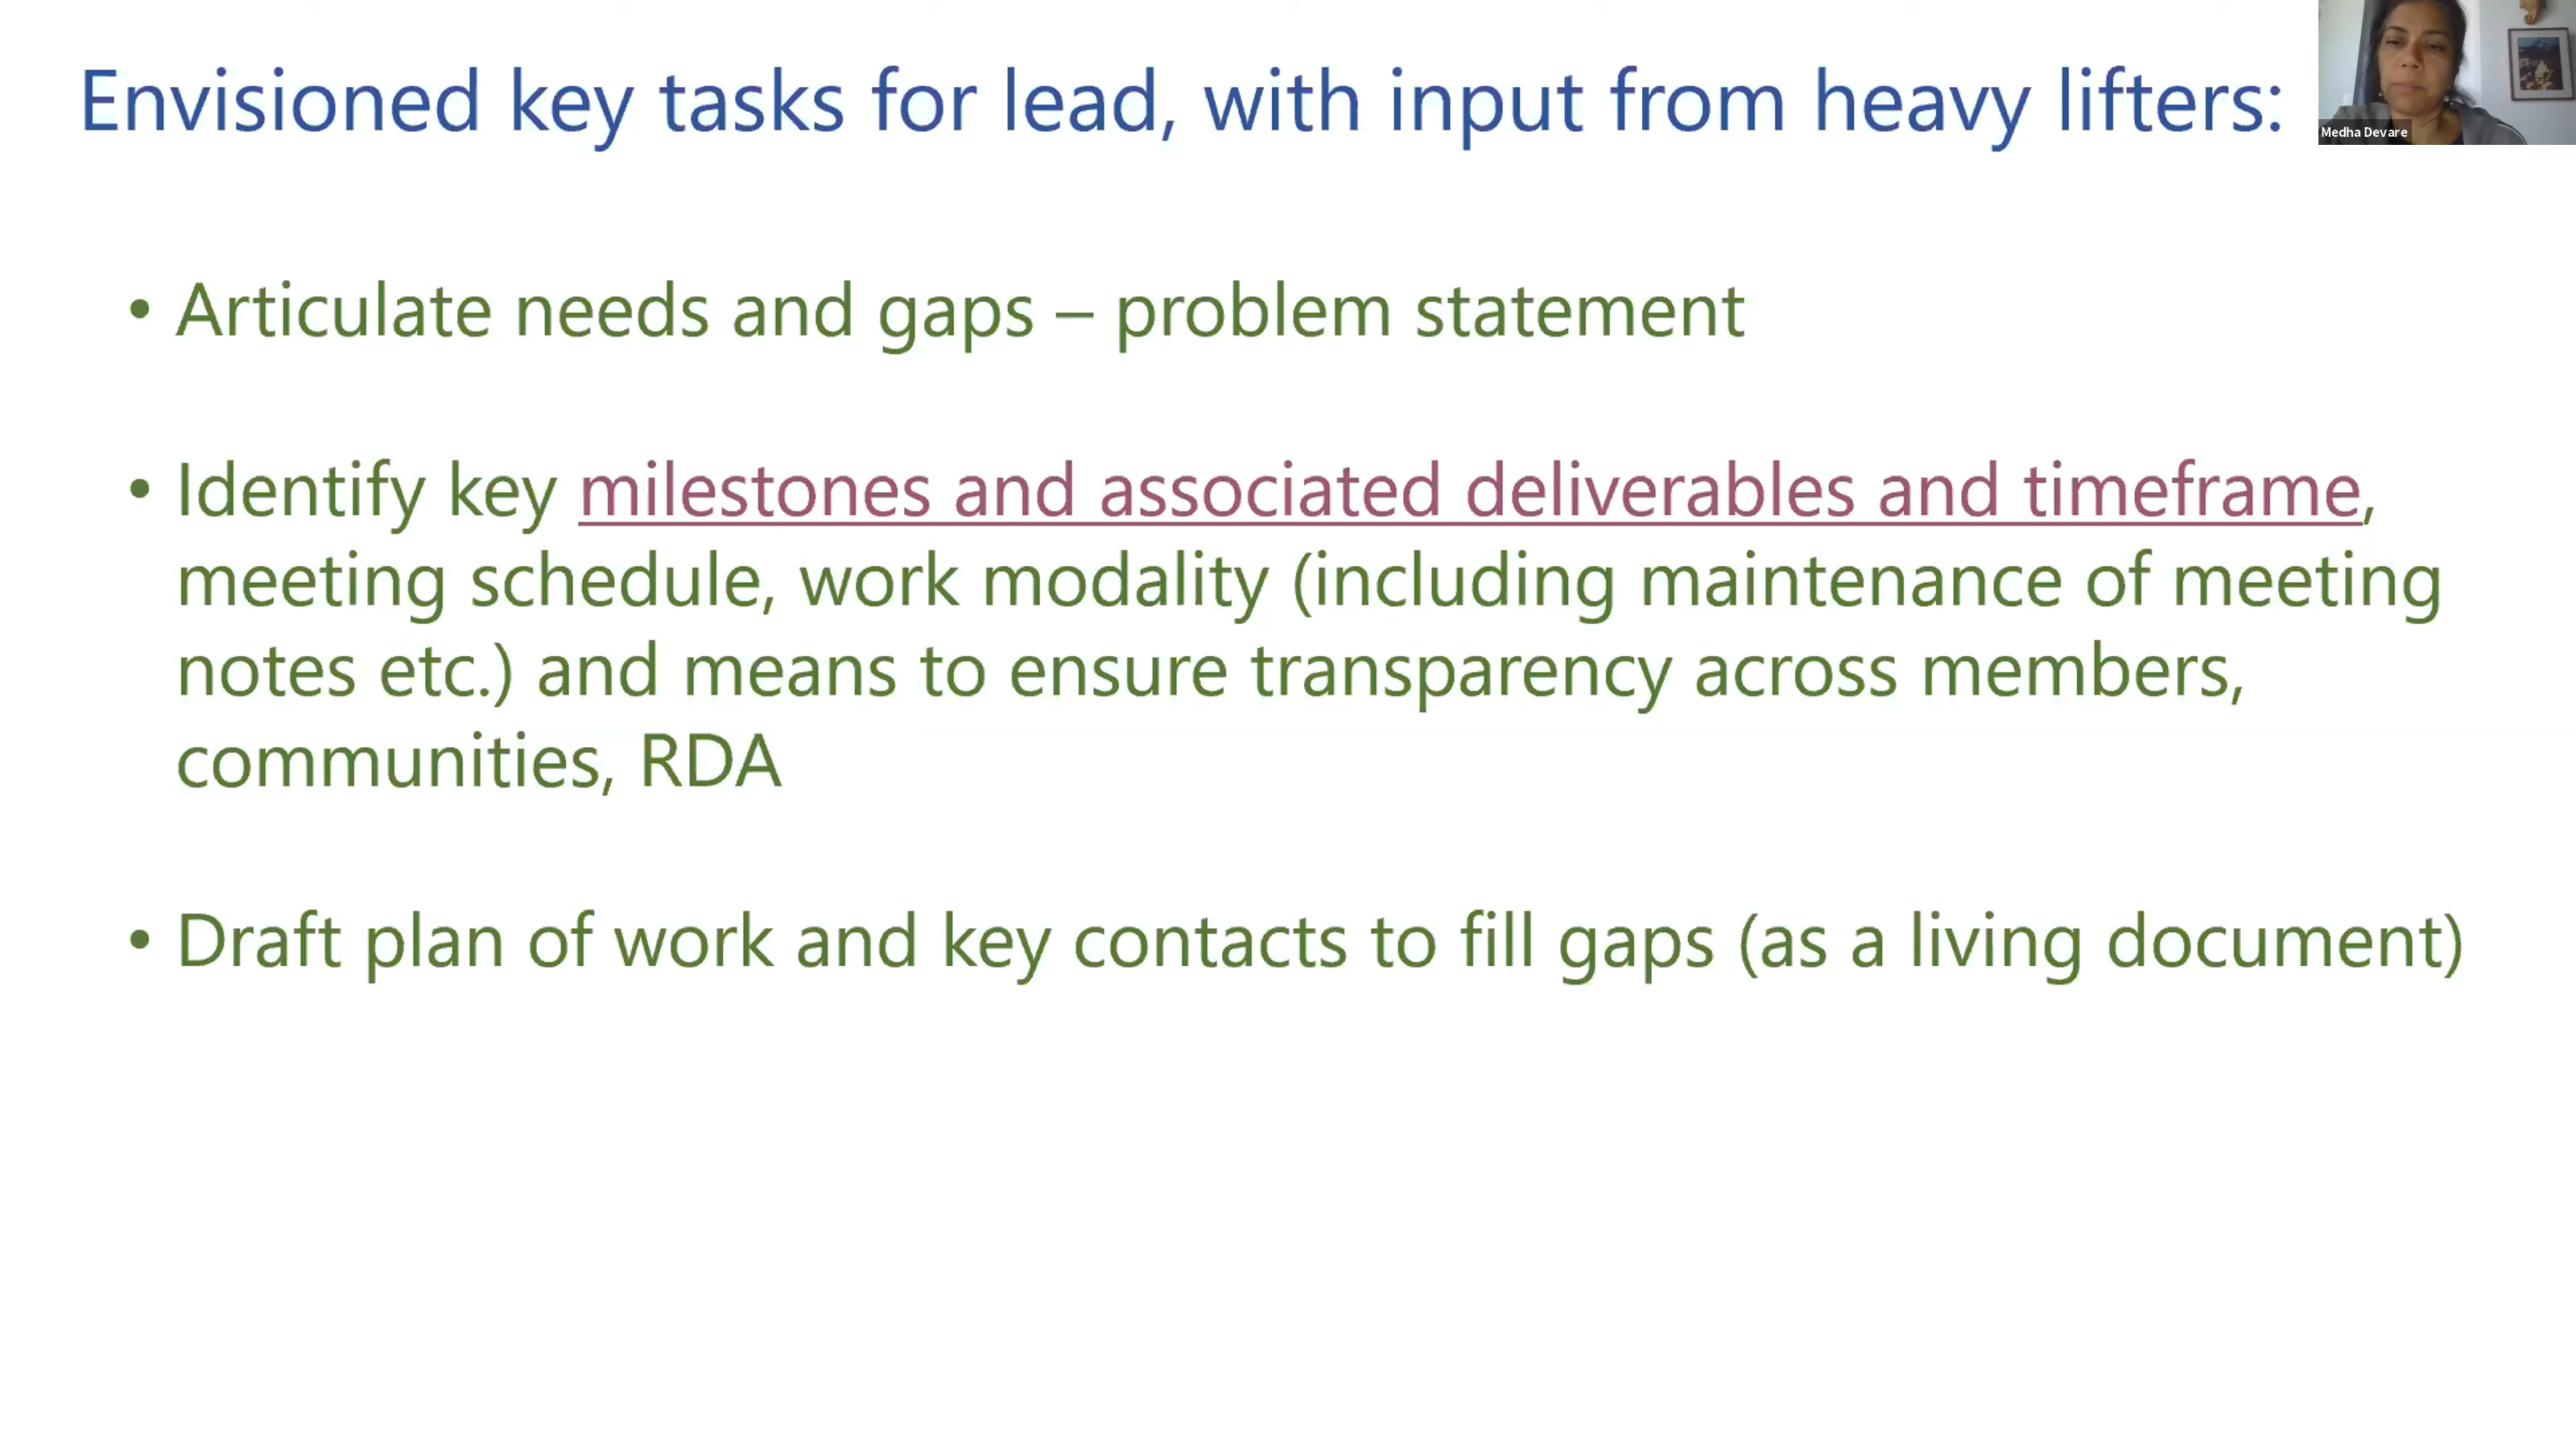 Envisioned key tasks for lead, with input from heavy lifters:
Medha Devare
• Articulate needs and gaps – problem statement
• Identify key milestones and associated deliverables and timeframe,
meeting schedule, work modality (including maintenance of meeting
notes etc.) and means to ensure transparency across members,
communities, RDA
• Draft plan of work and key contacts to fill gaps (as a living document)